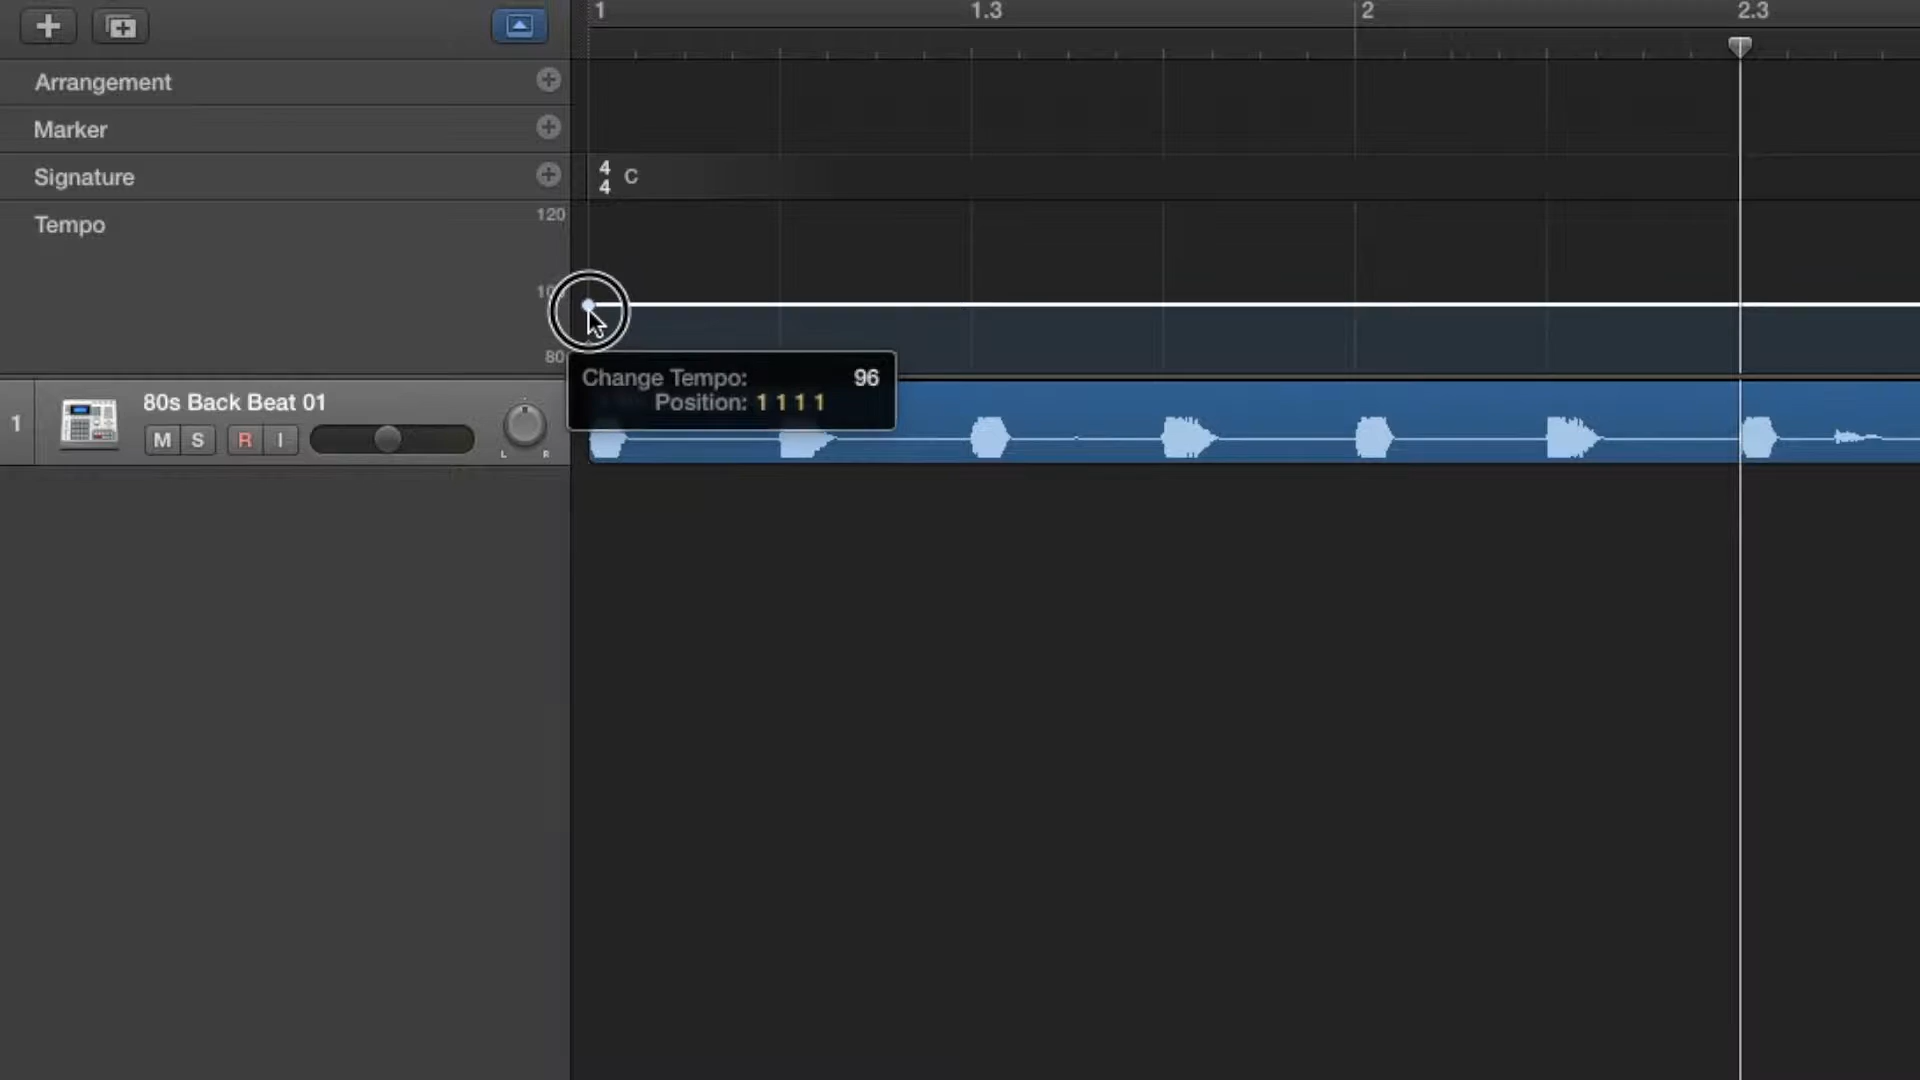 1 1.3 2 2.3
Arrangement
Marker
Signature 4 4 C
Tempo 120
80
Change Tempo: 96
Position: 1 1 1 1
1 80s Back Beat 01
M S R I L R